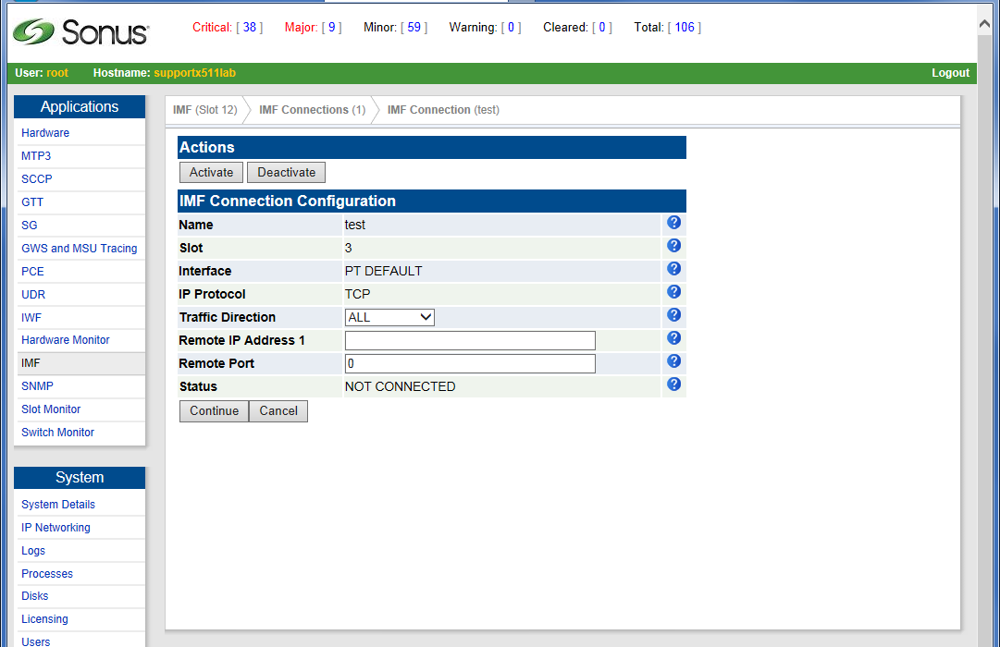 Sonus Critical: [ 38 ] Major: [ 9 ] Minor: [ 59 ] Warning: [ 0 ] Cleared: [ 0 ] Total: [ 106 ]
User: root Hostname: supportx511lab Logout
Applications
Hardware
MTP3
SCCP
GTT
SG
GWS and MSU Tracing
PCE
UDR
IWF
Hardware Monitor
IMF
SNMP
Slot Monitor
Switch Monitor
System
System Details
IP Networking
Logs
Processes
Disks
Licensing
Users
IMF (Slot 12) IMF Connections (1) IMF Connection (test)
Actions
Activate Deactivate
IMF Connection Configuration
Name test ?
Slot 3 ?
Interface PT DEFAULT ?
IP Protocol TCP ?
Traffic Direction ALL ?
Remote IP Address 1 ?
Remote Port 0 ?
Status NOT CONNECTED ?
Continue Cancel